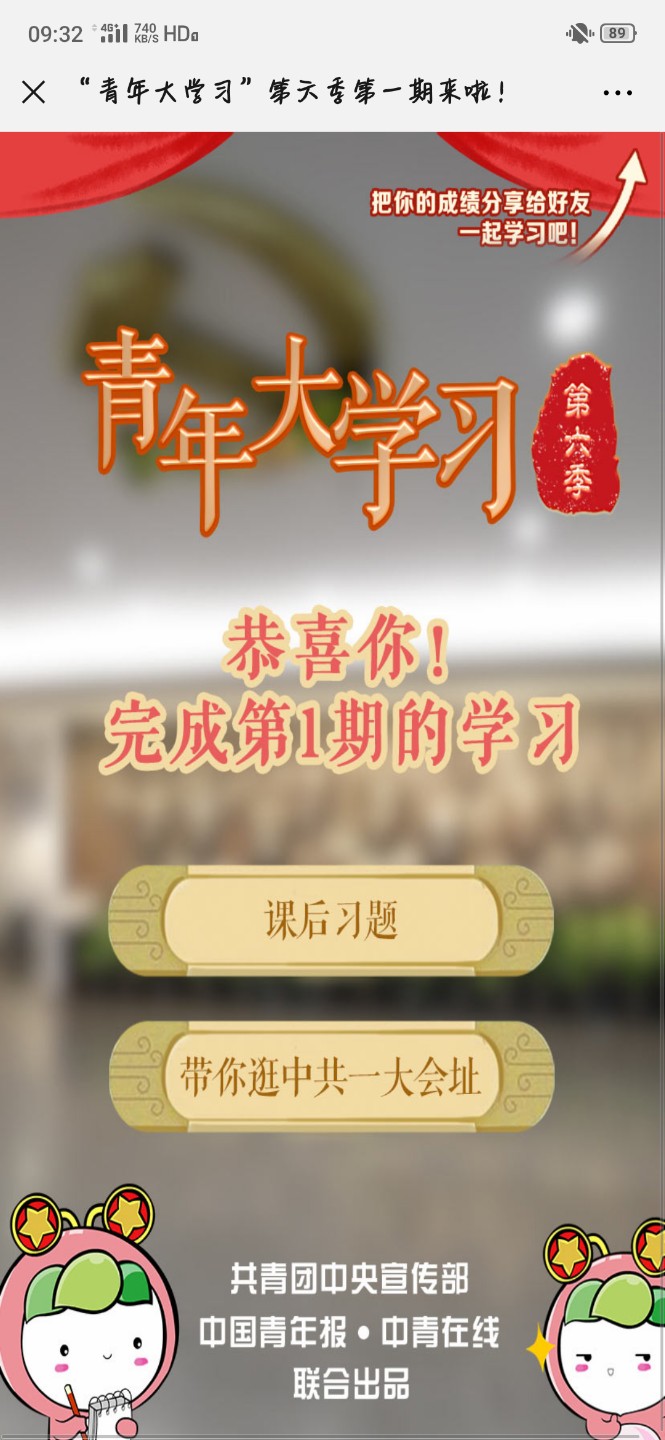 09:32 4G+ 740 KB/S HD 89
“青年大学习”第六季第一期来啦！
把你的成绩分享给好友
一起学习吧！
青年大学习
第六季
恭喜你！
完成第1期的学习
课后习题
带你逛中共一大会址
共青团中央宣传部
中国青年报•中青在线
联合出品